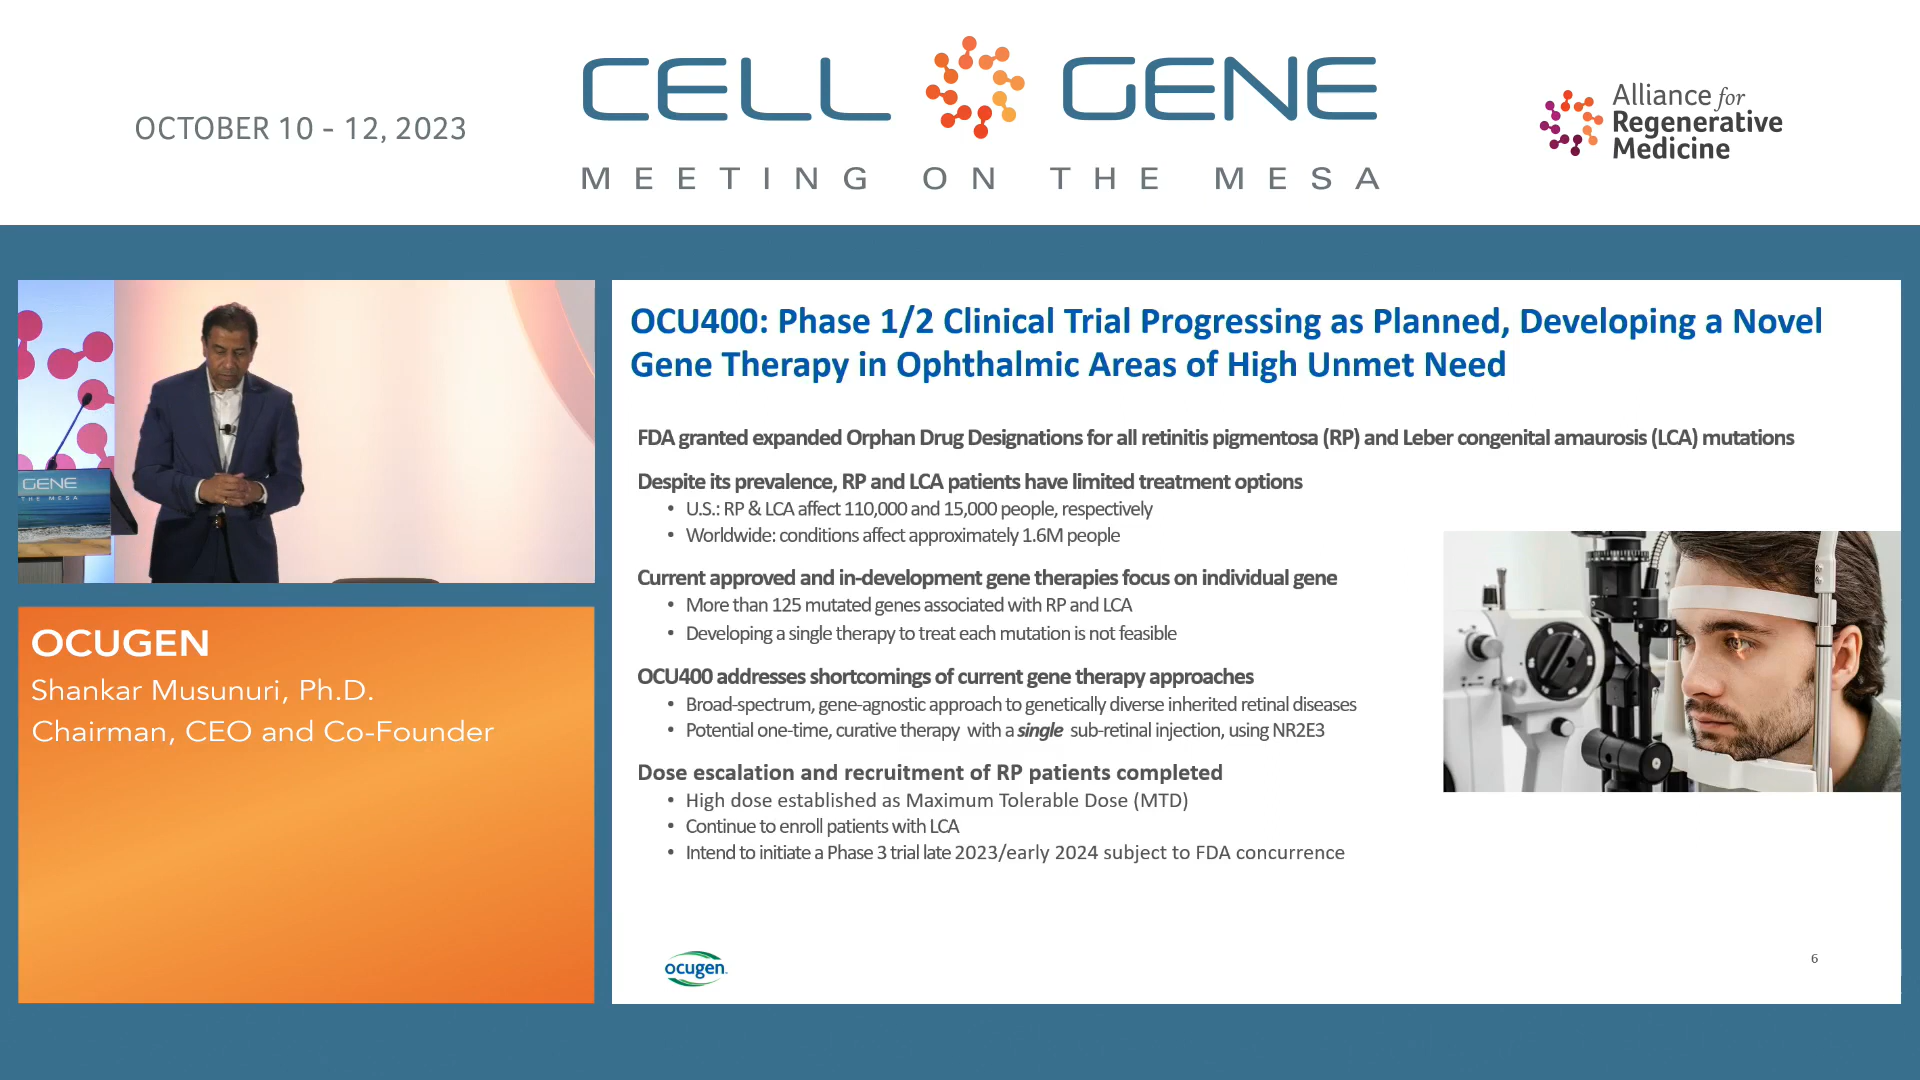 OCTOBER 10 - 12, 2023
CELL GENE
MEETING ON THE MESA
Alliance for
Regenerative
Medicine
GENE
THE MESA
OCUGEN
Shankar Musunuri, Ph.D.
Chairman, CEO and Co-Founder
OCU400: Phase 1/2 Clinical Trial Progressing as Planned, Developing a Novel
Gene Therapy in Ophthalmic Areas of High Unmet Need
FDA granted expanded Orphan Drug Designations for all retinitis pigmentosa (RP) and Leber congenital amaurosis (LCA) mutations
Despite its prevalence, RP and LCA patients have limited treatment options
• U.S.: RP & LCA affect 110,000 and 15,000 people, respectively
• Worldwide: conditions affect approximately 1.6M people
Current approved and in-development gene therapies focus on individual gene
• More than 125 mutated genes associated with RP and LCA
• Developing a single therapy to treat each mutation is not feasible
OCU400 addresses shortcomings of current gene therapy approaches
• Broad-spectrum, gene-agnostic approach to genetically diverse inherited retinal diseases
• Potential one-time, curative therapy with a single sub-retinal injection, using NR2E3
Dose escalation and recruitment of RP patients completed
• High dose established as Maximum Tolerable Dose (MTD)
• Continue to enroll patients with LCA
• Intend to initiate a Phase 3 trial late 2023/early 2024 subject to FDA concurrence
ocugen.
6